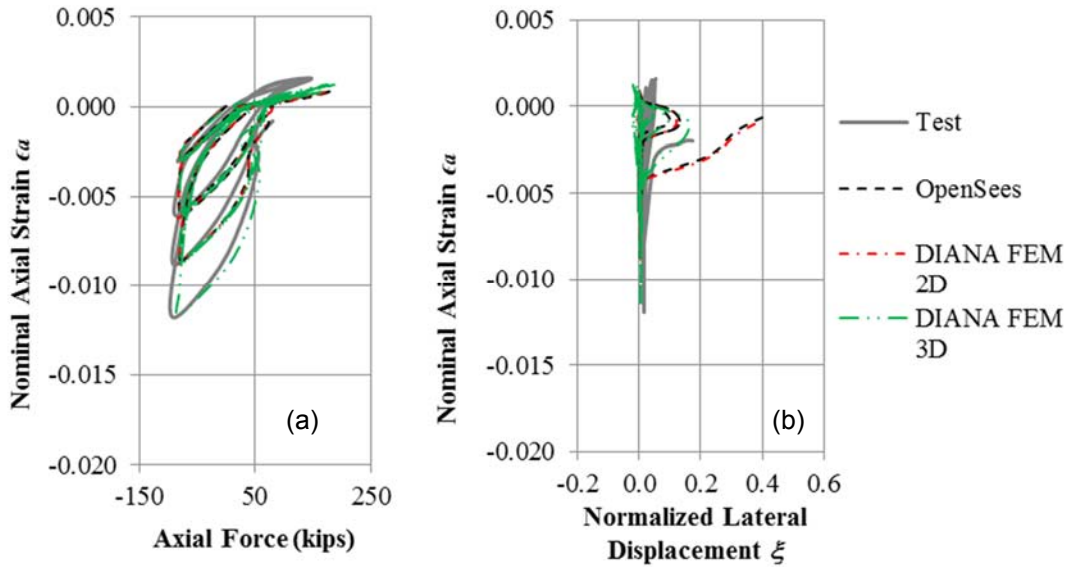 0.005
0.000
-0.005
-0.010
-0.015
-0.020
Nominal Axial Strain ϵa
-150 50 250
Axial Force (kips)
(a)
0.005
0.000
-0.005
-0.010
-0.015
-0.020
Nominal Axial Strain ϵa
-0.2 0.0 0.2 0.4 0.6
Normalized Lateral
Displacement ξ
(b)
Test
OpenSees
DIANA FEM
2D
DIANA FEM
3D